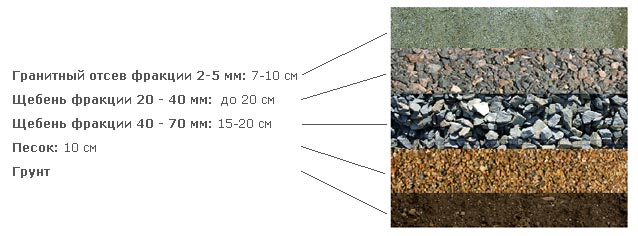 Гранитный отсев фракции 2-5 мм: 7-10 см
Щебень фракции 20 - 40 мм: до 20 см
Щебень фракции 40 - 70 мм: 15-20 см
Песок: 10 см
Грунт